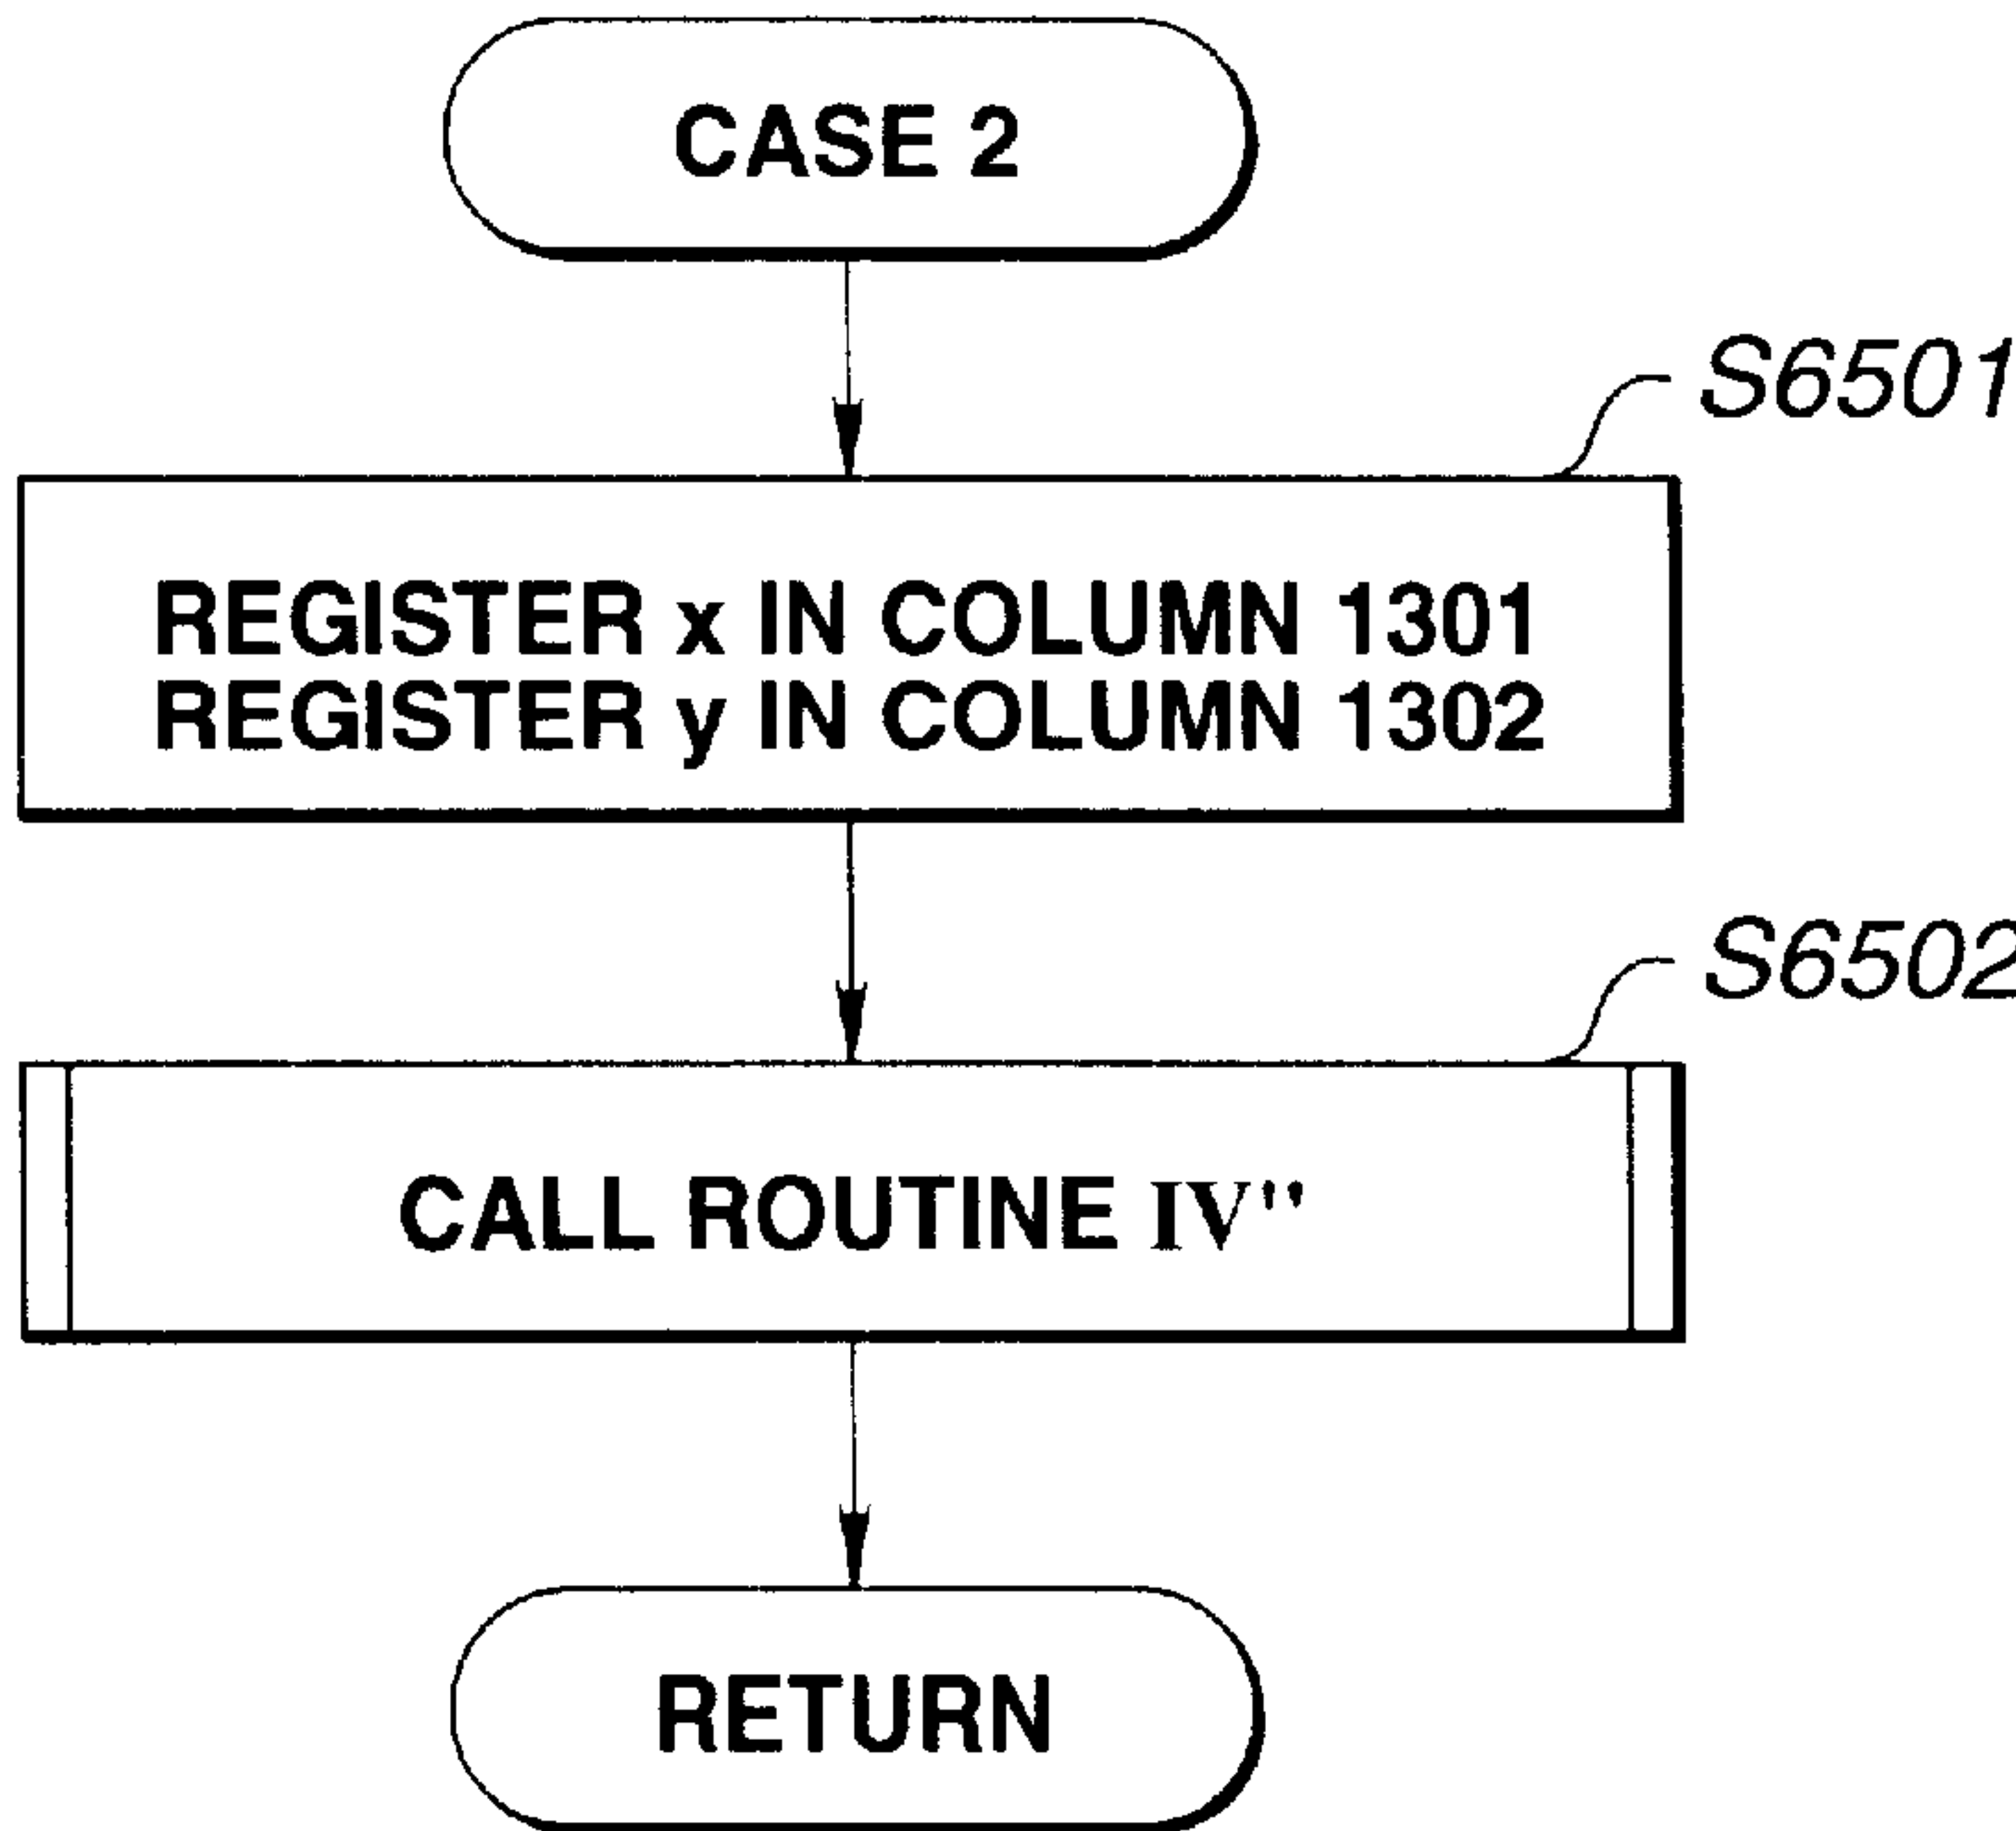 CASE 2
S6501
REGISTER x IN COLUMN 1301
REGISTER y IN COLUMN 1302
S6502
CALL ROUTINE IV''
RETURN